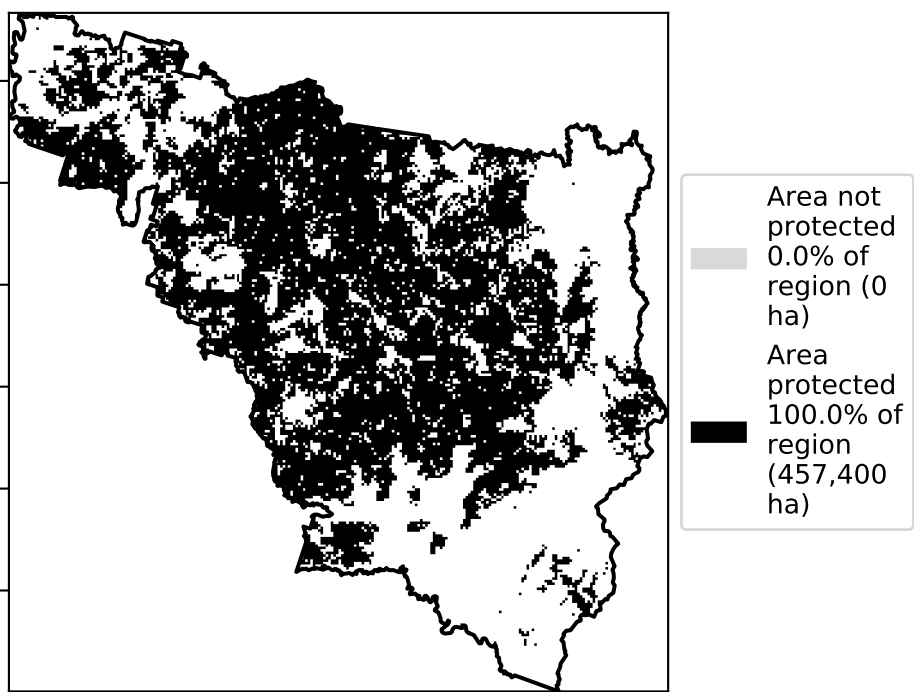 Area not
protected
0.0% of
region (0
ha)
Area
protected
100.0% of
region
(457,400
ha)